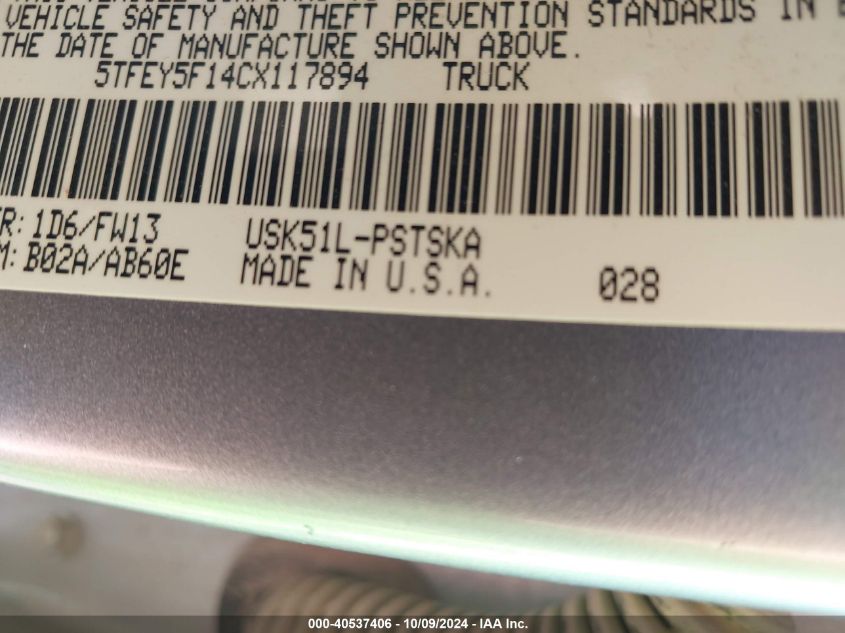 VEHICLE SAFETY AND THEFT PREVENTION STANDARDS IN
THE DATE OF MANUFACTURE SHOWN ABOVE.
5TFEY5F14CX117894 TRUCK
R: 1D6/FW13 USK51L-PSTSKA
M: B02A/AB60E MADE IN U.S.A. 028
000-40537406 - 10/09/2024 - IAA Inc.